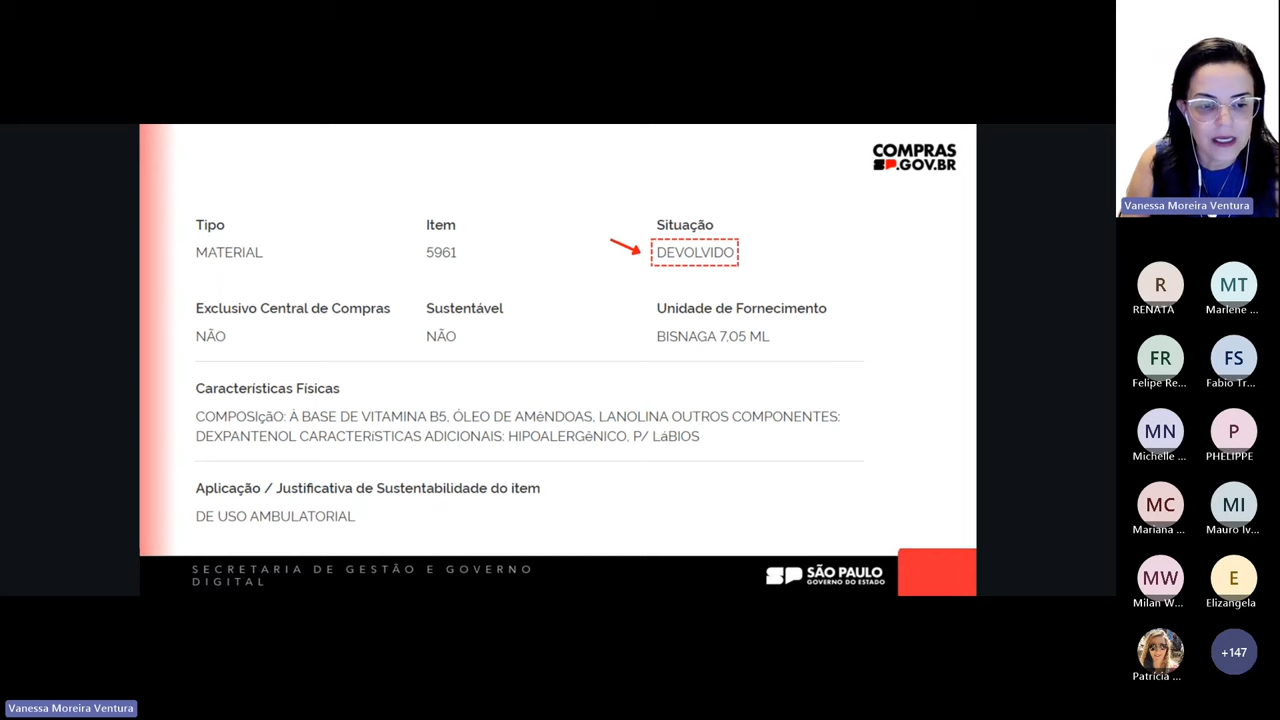 COMPRAS
SP.GOV.BR
Tipo
Item
Situação
MATERIAL
5961
DEVOLVIDO
Exclusivo Central de Compras
Sustentável
Unidade de Fornecimento
NÃO
NÃO
BISNAGA 7.05 ML
Características Físicas
COMPOSIçãO: À BASE DE VITAMINA B5, ÓLEO DE AMêNDOAS, LANOLINA OUTROS COMPONENTES:
DEXPANTENOL CARACTERíSTICAS ADICIONAIS: HIPOALERGêNICO, P/ LáBIOS
Aplicação / Justificativa de Sustentabilidade do item
DE USO AMBULATORIAL
SECRETARIA DE GESTÃO E GOVERNO
DIGITAL
SP SÃO PAULO
GOVERNO DO ESTADO
Vanessa Moreira Ventura
R
MT
RENATA
Marlene ...
FR
FS
Felipe Re...
Fabio Tr...
MN
P
Michelle ...
PHELIPPE
MC
MI
Mariana ...
Mauro Iv...
MW
E
Milan W...
Elizangela
+147
Patrícia ...
Vanessa Moreira Ventura